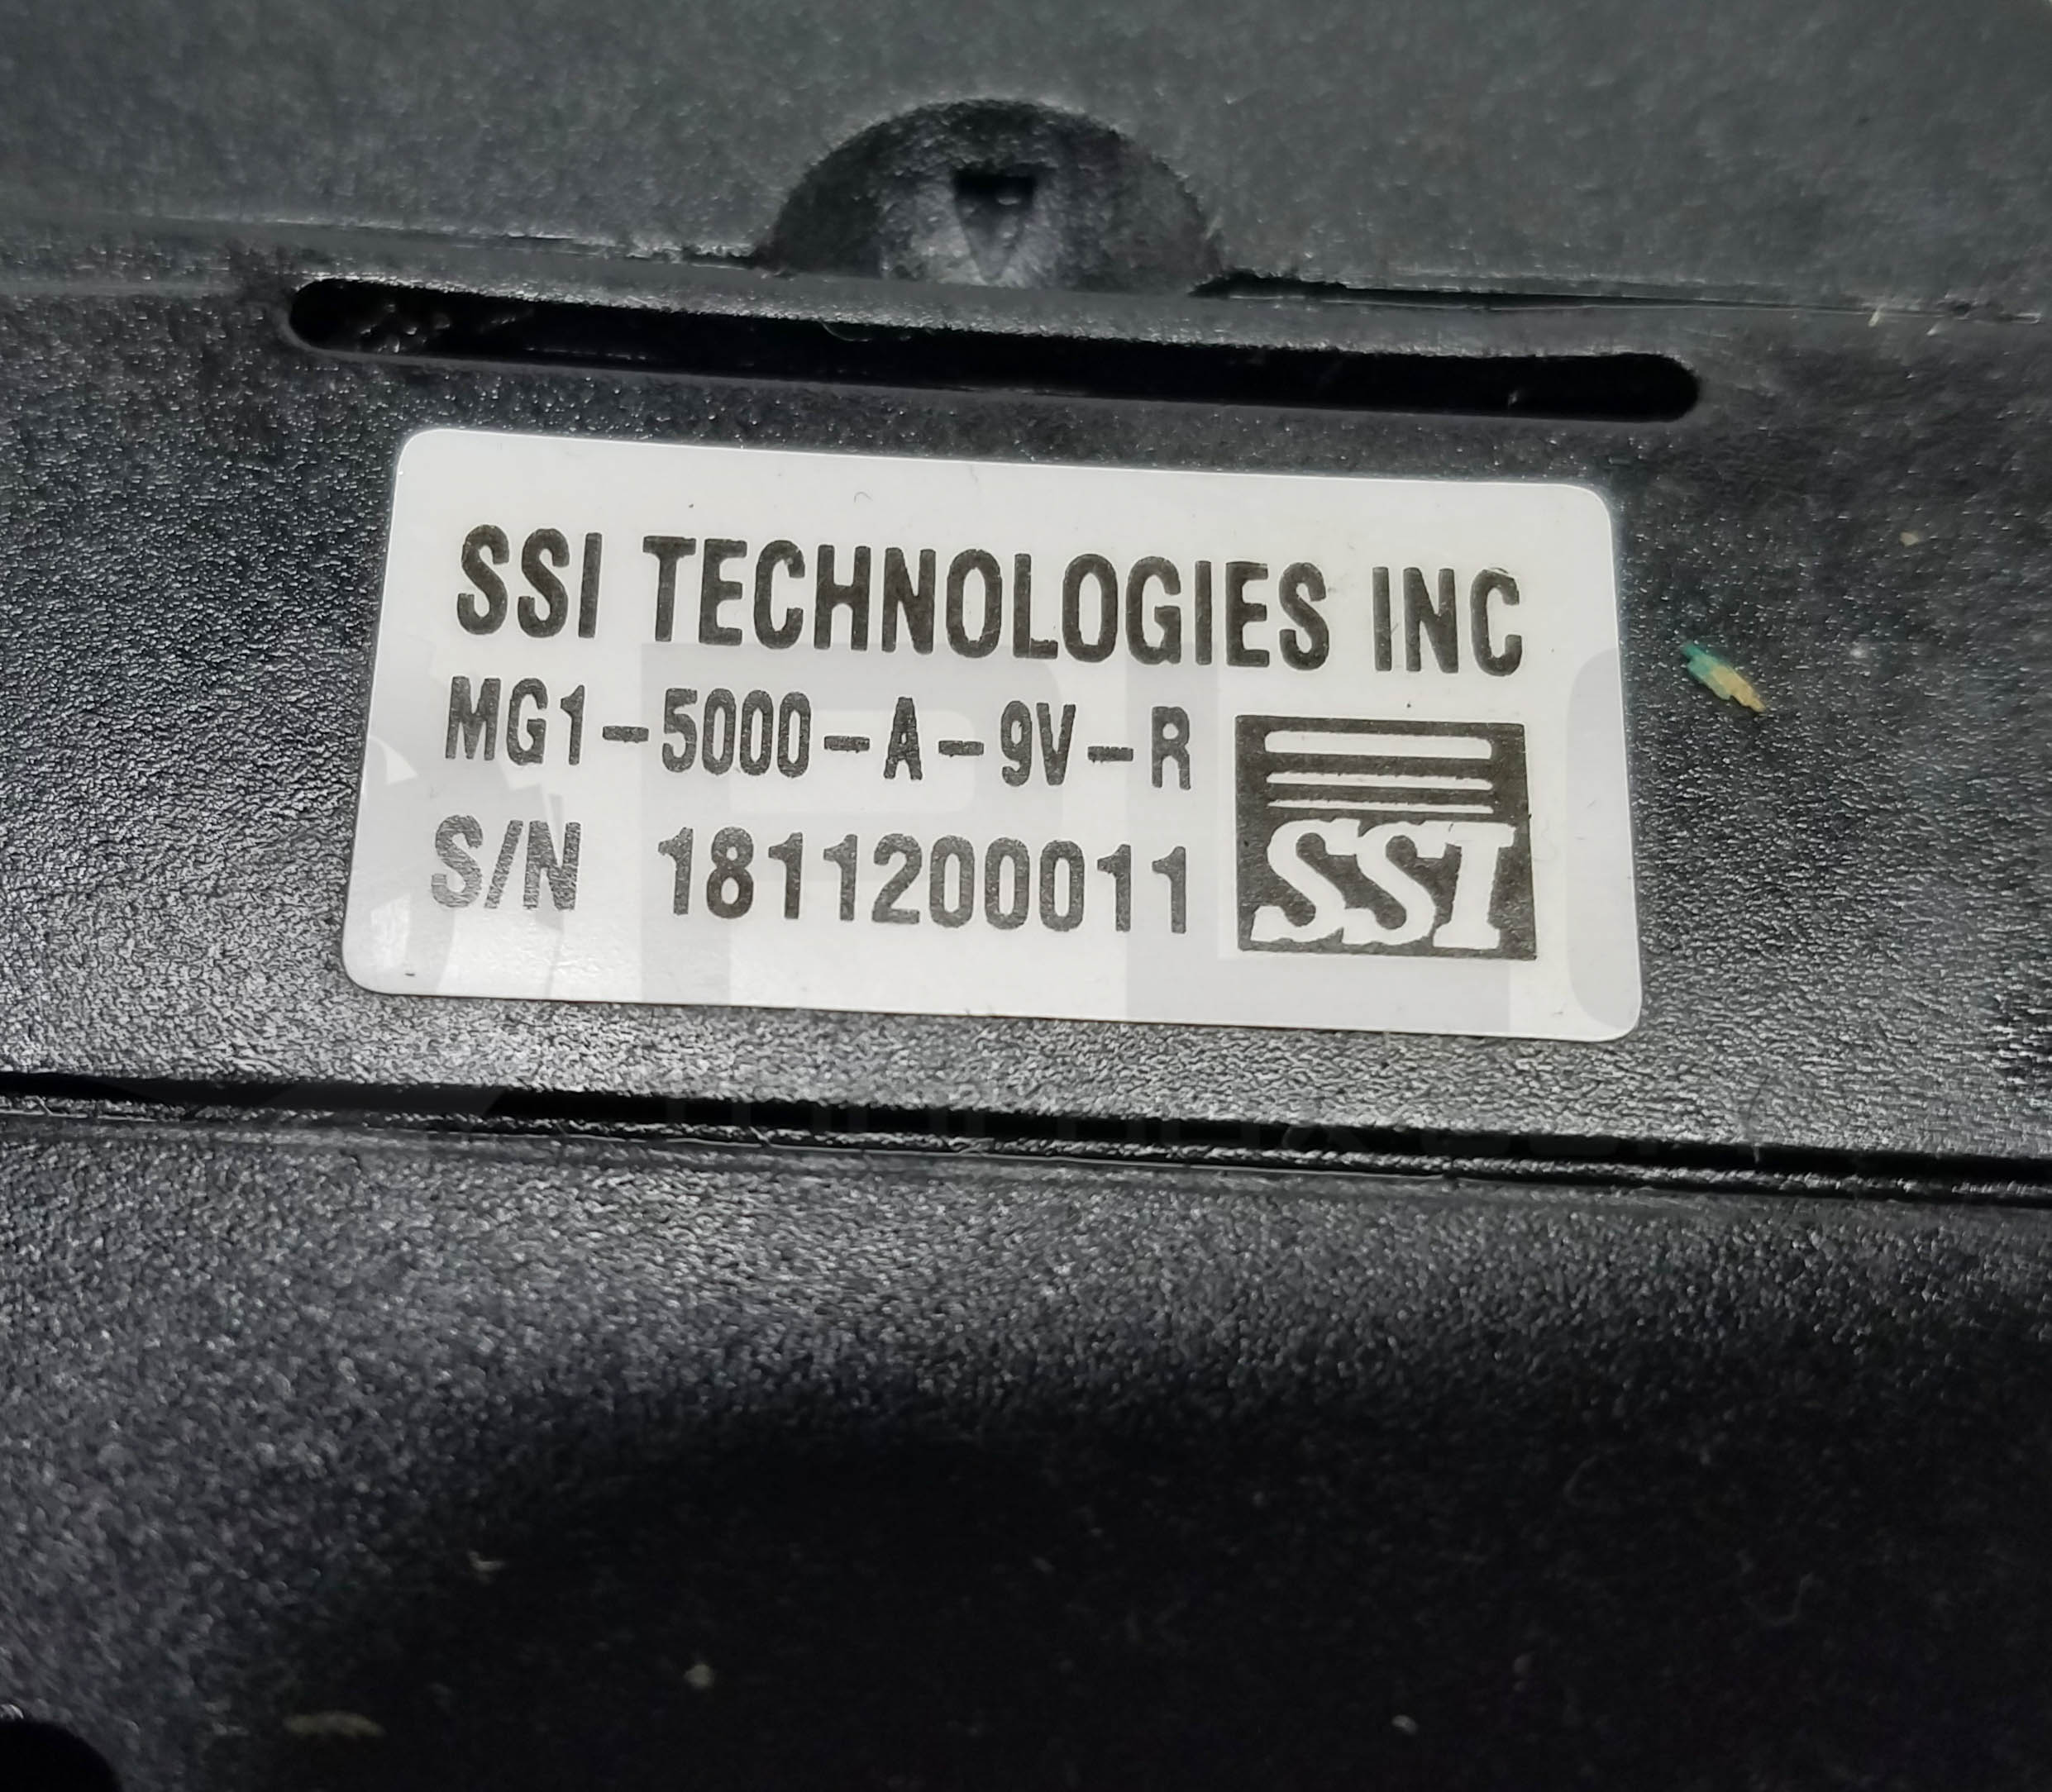 SSI TECHNOLOGIES INC
MG1-5000-A-9V-R
S/N 1811200011
SSI